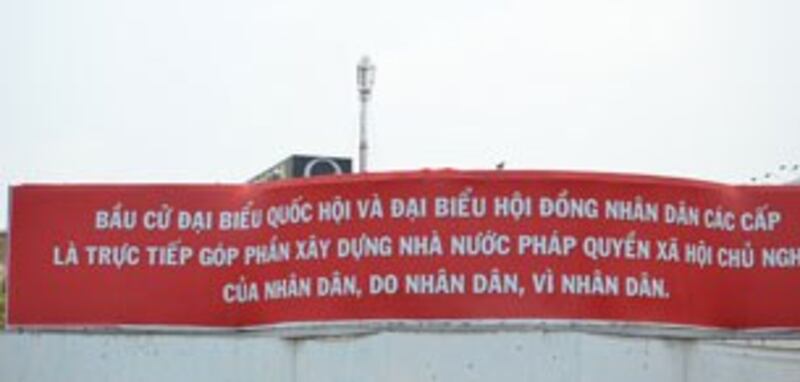 BẦU CỬ ĐẠI BIỂU QUỐC HỘI VÀ ĐẠI BIỂU HỘI ĐỒNG NHÂN DÂN CÁC CẤP
LÀ TRỰC TIẾP GÓP PHẦN XÂY DỰNG NHÀ NƯỚC PHÁP QUYỀN XÃ HỘI CHỦ NGH
CỦA NHÂN DÂN, DO NHÂN DÂN, VÌ NHÂN DÂN.